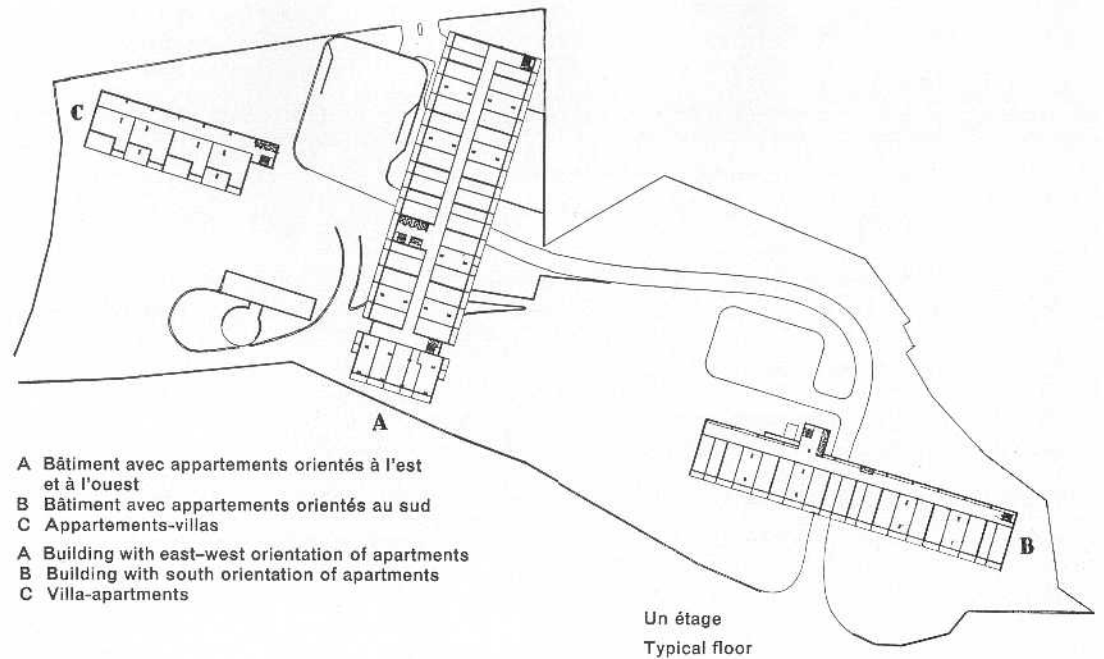 C
A
B
A Bâtiment avec appartements orientés à l'est
et à l'ouest
B Bâtiment avec appartements orientés au sud
C Appartements-villas
A Building with east–west orientation of apartments
B Building with south orientation of apartments
C Villa-apartments
Un étage
Typical floor